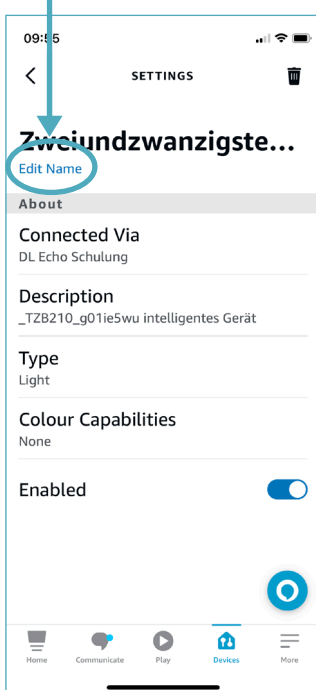 09:55
SETTINGS
Zweiundzwanzigste...
Edit Name
About
Connected Via
DL Echo Schulung
Description
_TZB210_g01ie5wu intelligentes Gerät
Type
Light
Colour Capabilities
None
Enabled
Home Communicate Play Devices More